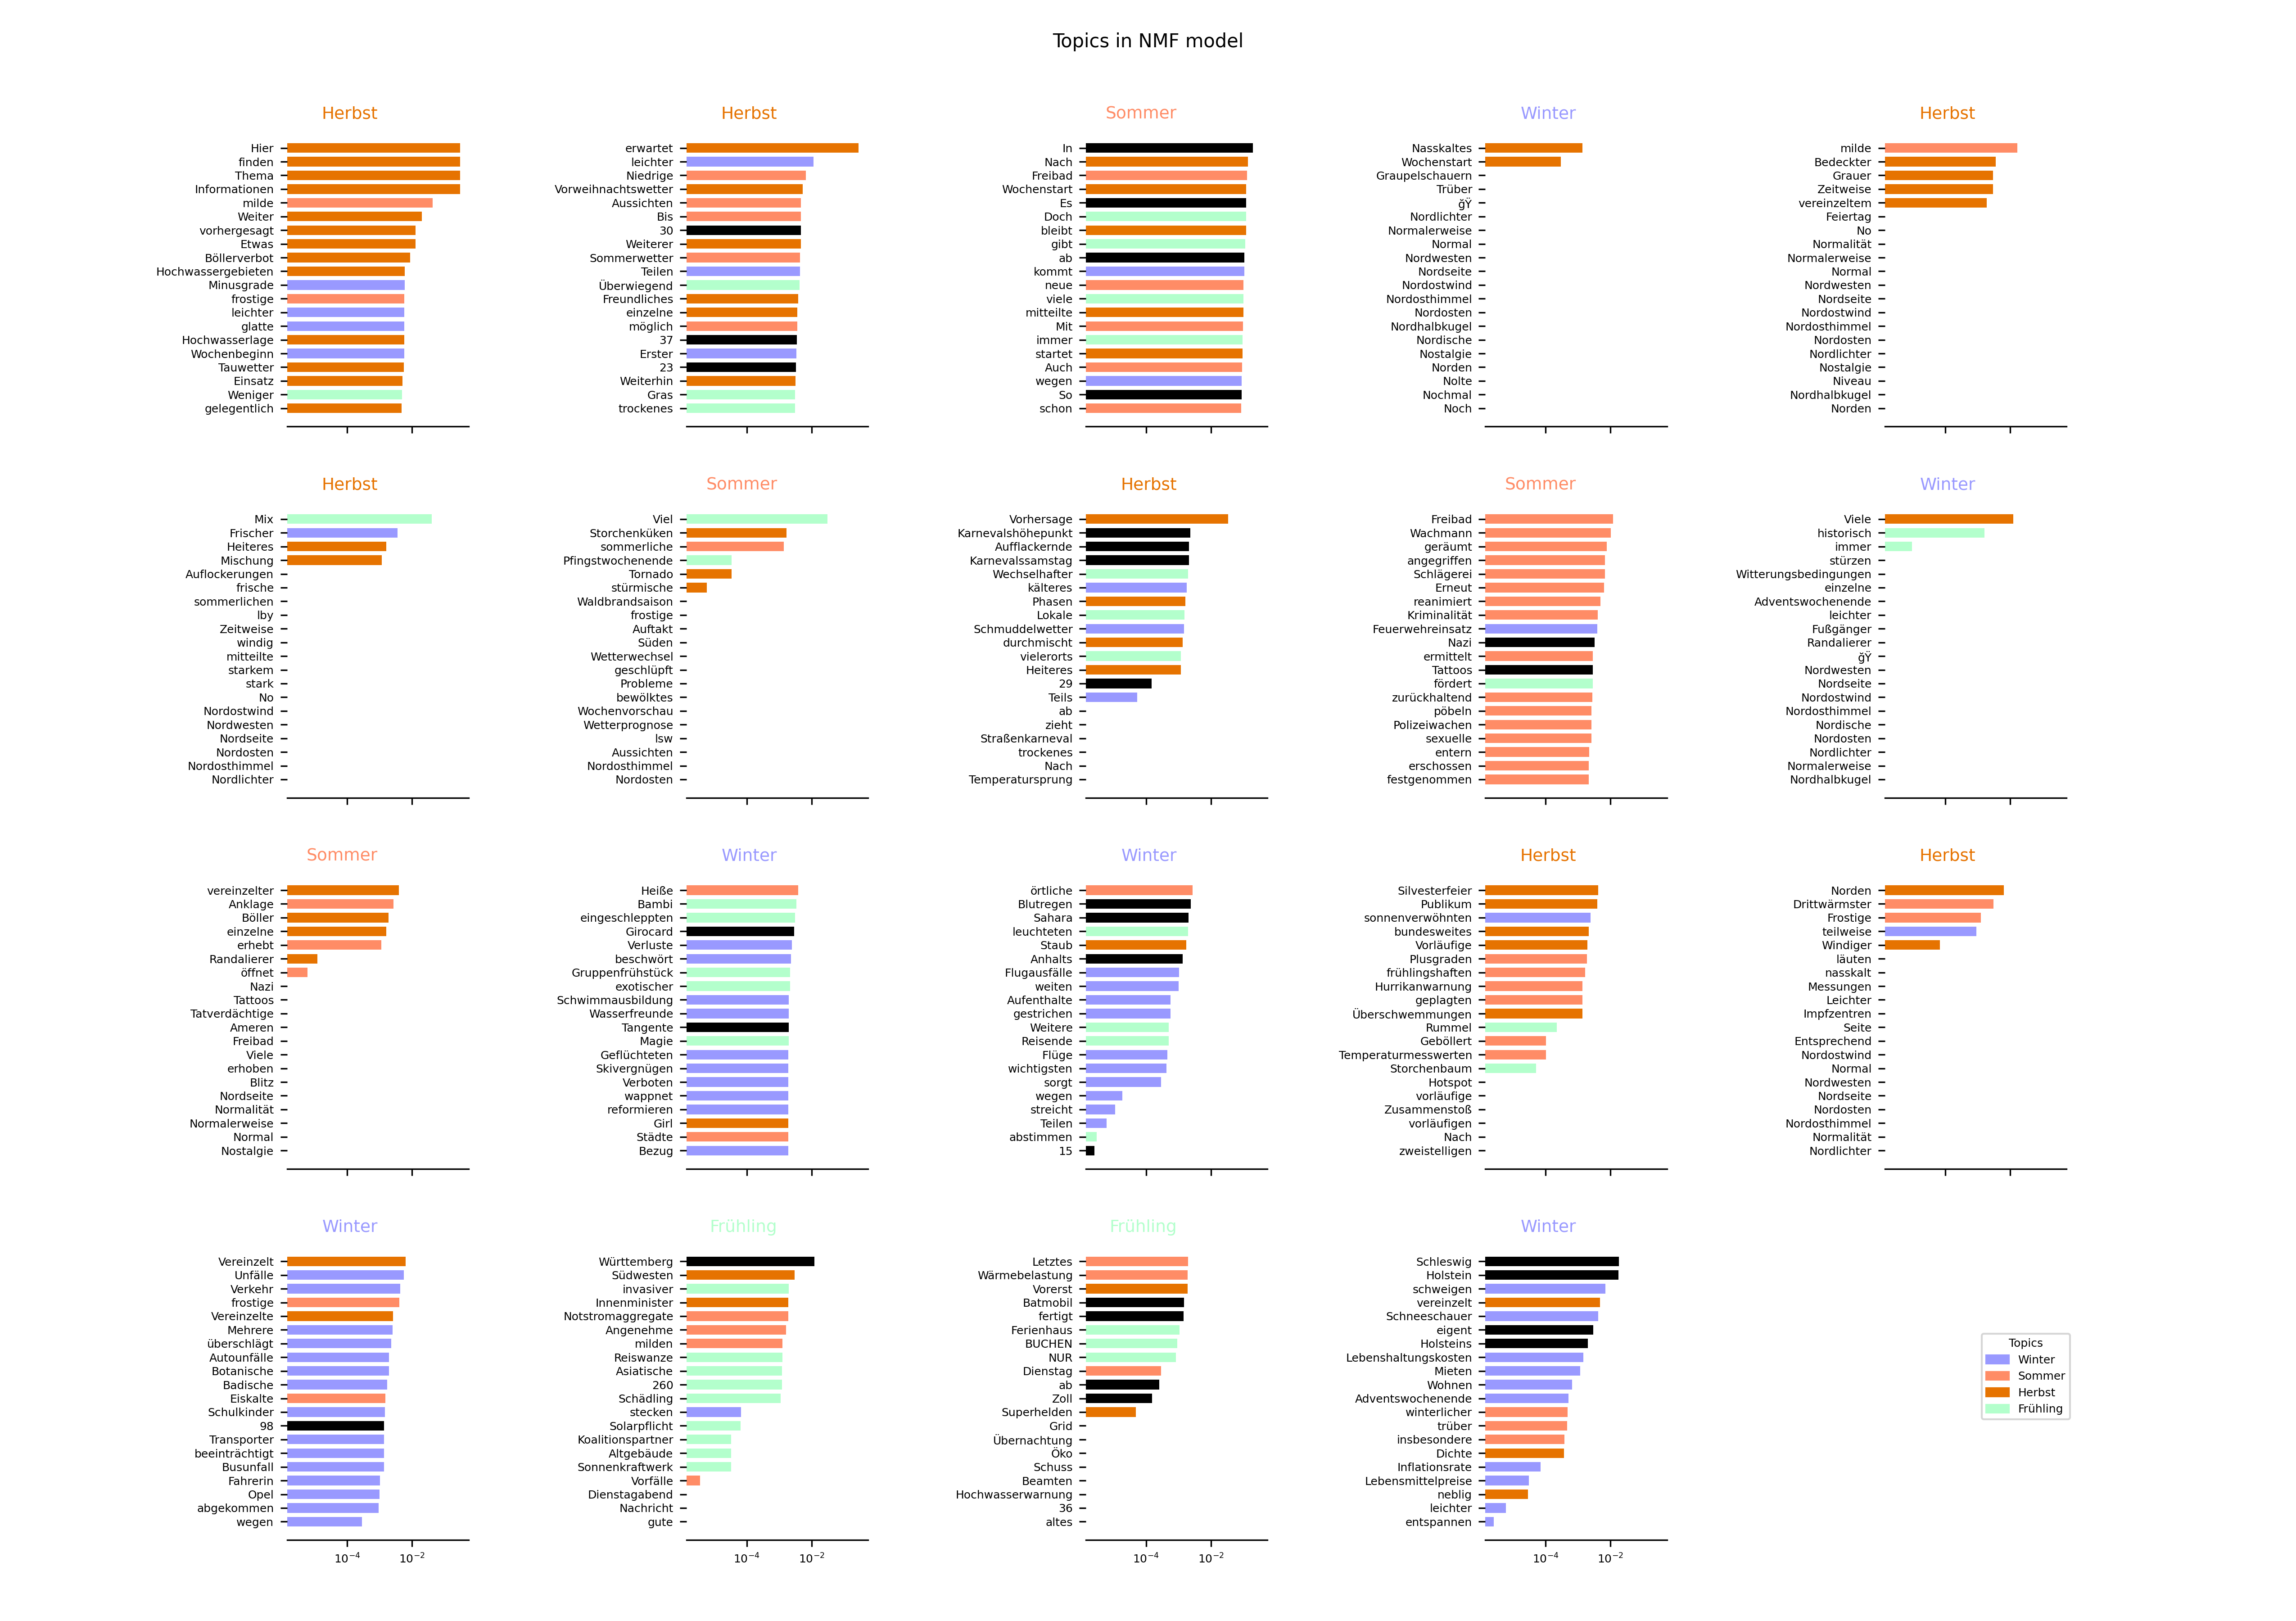 Topics in NMF model
Herbst
Hier
finden
Thema
Informationen
milde
Weiter
vorhergesagt
Etwas
Böllerverbot
Hochwassergebieten
Minusgrade
frostige
leichter
glatte
Hochwasserlage
Wochenbeginn
Tauwetter
Einsatz
Weniger
gelegentlich
Herbst
erwartet
leichter
Niedrige
Vorweihnachtswetter
Aussichten
Bis
30
Weiterer
Sommerwetter
Teilen
Überwiegend
Freundliches
einzelne
möglich
37
Erster
23
Weiterhin
Gras
trockenes
Sommer
In
Nach
Freibad
Wochenstart
Es
Doch
bleibt
gibt
ab
kommt
neue
viele
mitteilte
Mit
immer
startet
Auch
wegen
So
schon
Winter
Nasskaltes
Wochenstart
Graupelschauern
Trüber
ğŸ
Nordlichter
Normalerweise
Normal
Nordwesten
Nordseite
Nordostwind
Nordosthimmel
Nordosten
Nordhalbkugel
Nordische
Nostalgie
Norden
Nolte
Nochmal
Noch
Herbst
milde
Bedeckter
Grauer
Zeitweise
vereinzeltem
Feiertag
No
Normalität
Normalerweise
Normal
Nordwesten
Nordseite
Nordostwind
Nordosthimmel
Nordosten
Nordlichter
Nostalgie
Niveau
Nordhalbkugel
Norden
Herbst
Mix
Frischer
Heiteres
Mischung
Auflockerungen
frische
sommerlichen
lby
Zeitweise
windig
mitteilte
starkem
stark
No
Nordostwind
Nordwesten
Nordseite
Nordosten
Nordosthimmel
Nordlichter
Sommer
Viel
Storchenküken
sommerliche
Pfingstwochenende
Tornado
stürmische
Waldbrandsaison
frostige
Auftakt
Süden
Wetterwechsel
geschlüpft
Probleme
bewölktes
Wochenvorschau
Wetterprognose
lsw
Aussichten
Nordosthimmel
Nordosten
Herbst
Vorhersage
Karnevalshöhepunkt
Aufflackernde
Karnevalssamstag
Wechselhafter
kälteres
Phasen
Lokale
Schmuddelwetter
durchmischt
vielerorts
Heiteres
29
Teils
ab
zieht
Straßenkarneval
trockenes
Nach
Temperatursprung
Sommer
Freibad
Wachmann
geräumt
angegriffen
Schlägerei
Erneut
reanimiert
Kriminalität
Feuerwehreinsatz
Nazi
ermittelt
Tattoos
fördert
zurückhaltend
pöbeln
Polizeiwachen
sexuelle
entern
erschossen
festgenommen
Winter
Viele
historisch
immer
stürzen
Witterungsbedingungen
einzelne
Adventswochenende
leichter
Fußgänger
Randalierer
ğŸ
Nordwesten
Nordseite
Nordostwind
Nordosthimmel
Nordische
Nordosten
Nordlichter
Normalerweise
Nordhalbkugel
Sommer
vereinzelter
Anklage
Böller
einzelne
erhebt
Randalierer
öffnet
Nazi
Tattoos
Tatverdächtige
Ameren
Freibad
Viele
erhoben
Blitz
Nordseite
Normalität
Normalerweise
Normal
Nostalgie
Winter
Heiße
Bambi
eingeschleppten
Girocard
Verluste
beschwört
Gruppenfrühstück
exotischer
Schwimmausbildung
Wasserfreunde
Tangente
Magie
Geflüchteten
Skivergnügen
Verboten
wappnet
reformieren
Girl
Städte
Bezug
Winter
örtliche
Blutregen
Sahara
leuchteten
Staub
Anhalts
Flugausfälle
weiten
Aufenthalte
gestrichen
Weitere
Reisende
Flüge
wichtigsten
sorgt
wegen
streicht
Teilen
abstimmen
15
Herbst
Silvesterfeier
Publikum
sonnenverwöhnten
bundesweites
Vorläufige
Plusgraden
frühlingshaften
Hurrikanwarnung
geplagten
Überschwemmungen
Rummel
Geböllert
Temperaturmesswerten
Storchenbaum
Hotspot
vorläufige
Zusammenstoß
vorläufigen
Nach
zweistelligen
Herbst
Norden
Drittwärmster
Frostige
teilweise
Windiger
läuten
nasskalt
Messungen
Leichter
Impfzentren
Seite
Entsprechend
Nordostwind
Normal
Nordwesten
Nordseite
Nordosten
Nordosthimmel
Normalität
Nordlichter
Winter
Vereinzelt
Unfälle
Verkehr
frostige
Vereinzelte
Mehrere
überschlägt
Autounfälle
Botanische
Badische
Eiskalte
Schulkinder
98
Transporter
beeinträchtigt
Busunfall
Fahrerin
Opel
abgekommen
wegen
10⁻⁴ 10⁻²
Frühling
Württemberg
Südwesten
invasiver
Innenminister
Notstromaggregate
Angenehme
milden
Reiswanze
Asiatische
260
Schädling
stecken
Solarpflicht
Koalitionspartner
Altgebäude
Sonnenkraftwerk
Vorfälle
Dienstagabend
Nachricht
gute
10⁻⁴ 10⁻²
Frühling
Letztes
Wärmebelastung
Vorerst
Batmobil
fertigt
Ferienhaus
BUCHEN
NUR
Dienstag
ab
Zoll
Superhelden
Grid
Übernachtung
Öko
Schuss
Beamten
Hochwasserwarnung
36
altes
10⁻⁴ 10⁻²
Winter
Schleswig
Holstein
schweigen
vereinzelt
Schneeschauer
eigent
Holsteins
Lebenshaltungskosten
Mieten
Wohnen
Adventswochenende
winterlicher
trüber
insbesondere
Dichte
Inflationsrate
Lebensmittelpreise
neblig
leichter
entspannen
10⁻⁴ 10⁻²
Topics
Winter
Sommer
Herbst
Frühling